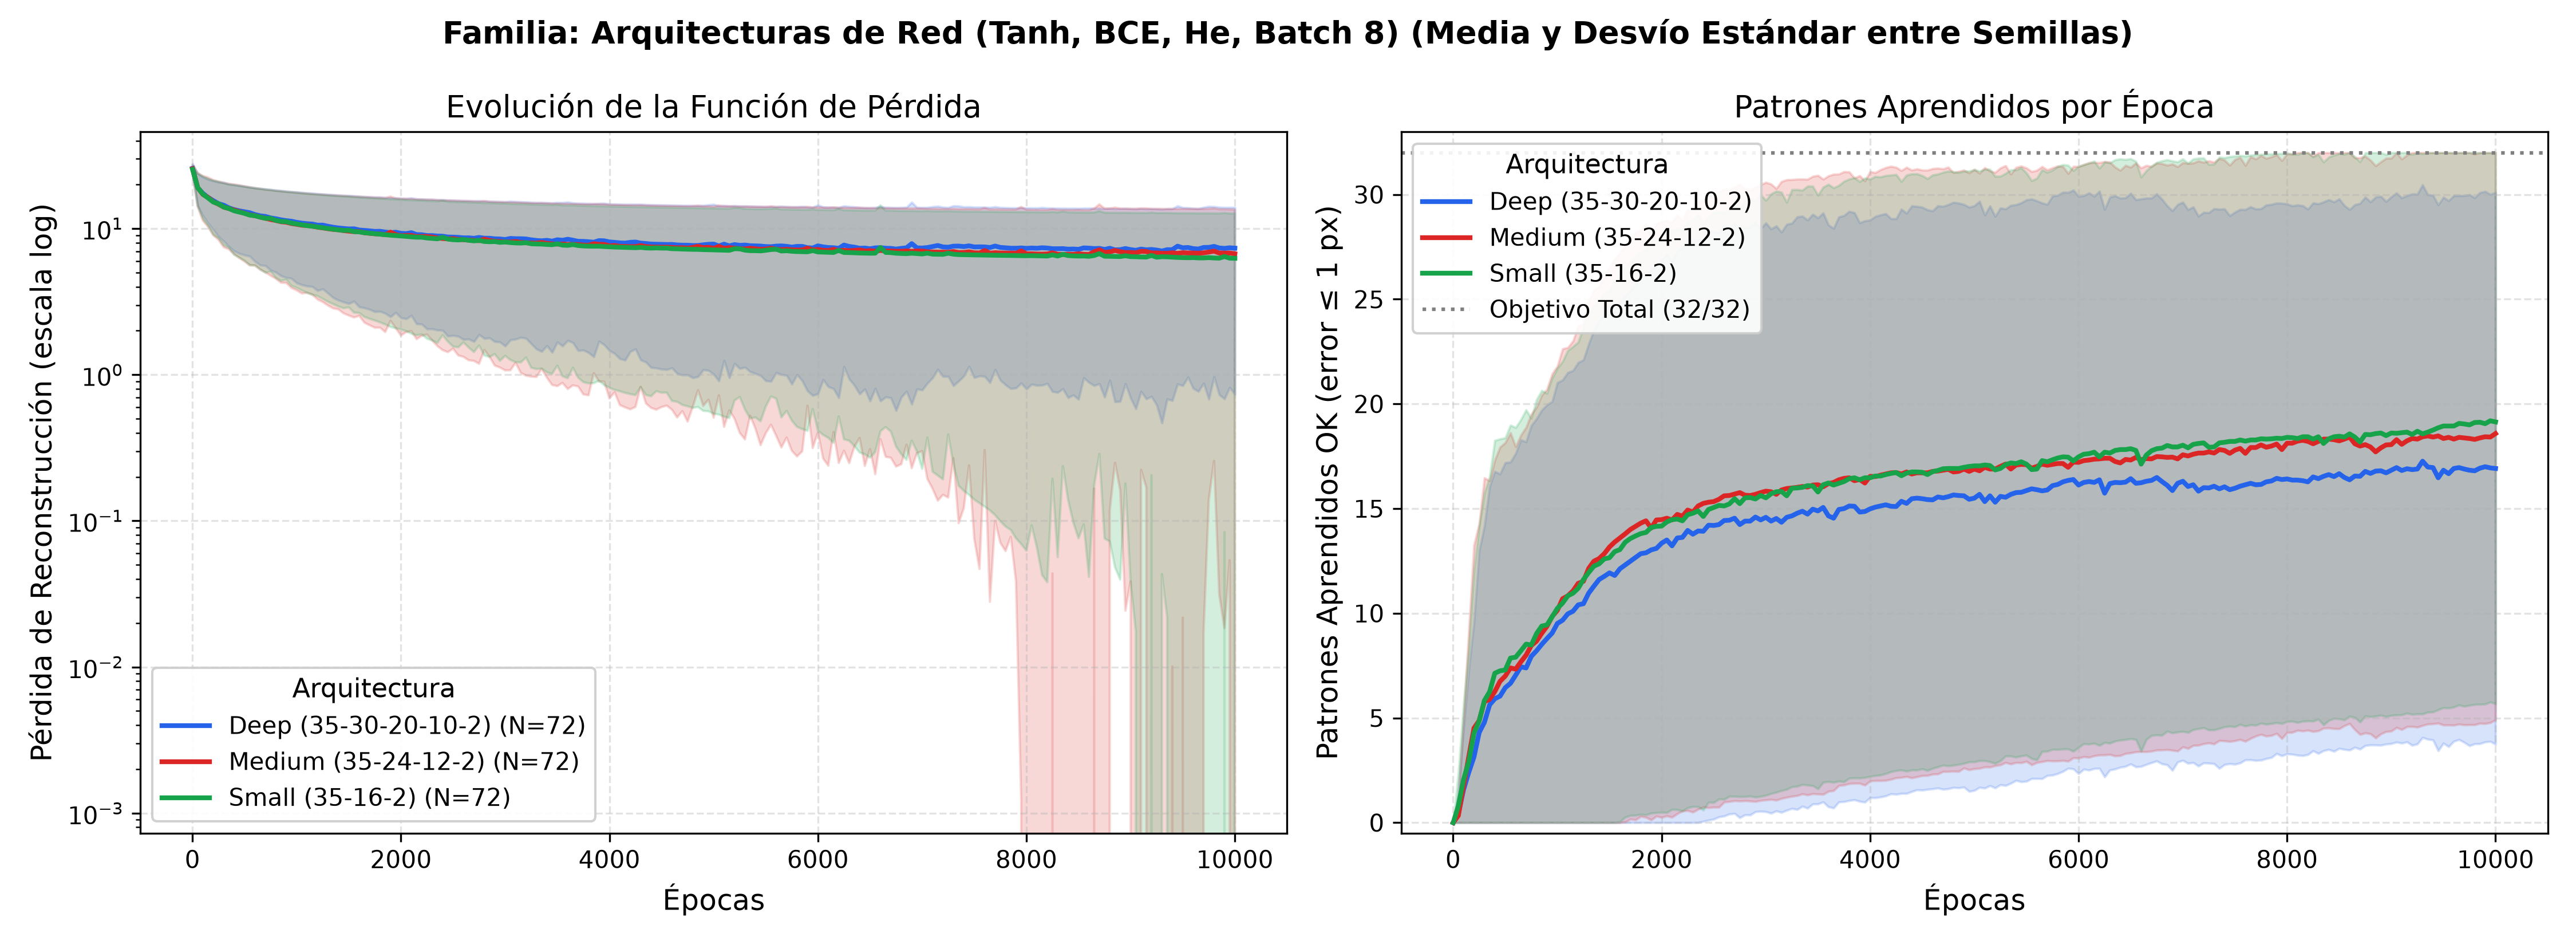 Familia: Arquitecturas de Red (Tanh, BCE, He, Batch 8) (Media y Desvío Estándar entre Semillas)
Evolución de la Función de Pérdida
Pérdida de Reconstrucción (escala log)
10¹
10⁰
10⁻¹
10⁻²
10⁻³
Arquitectura
Deep (35-30-20-10-2) (N=72)
Medium (35-24-12-2) (N=72)
Small (35-16-2) (N=72)
0 2000 4000 6000 8000 10000
Épocas
Patrones Aprendidos por Época
Patrones Aprendidos OK (error ≤ 1 px)
30
25
20
15
10
5
0
Arquitectura
Deep (35-30-20-10-2)
Medium (35-24-12-2)
Small (35-16-2)
Objetivo Total (32/32)
0 2000 4000 6000 8000 10000
Épocas